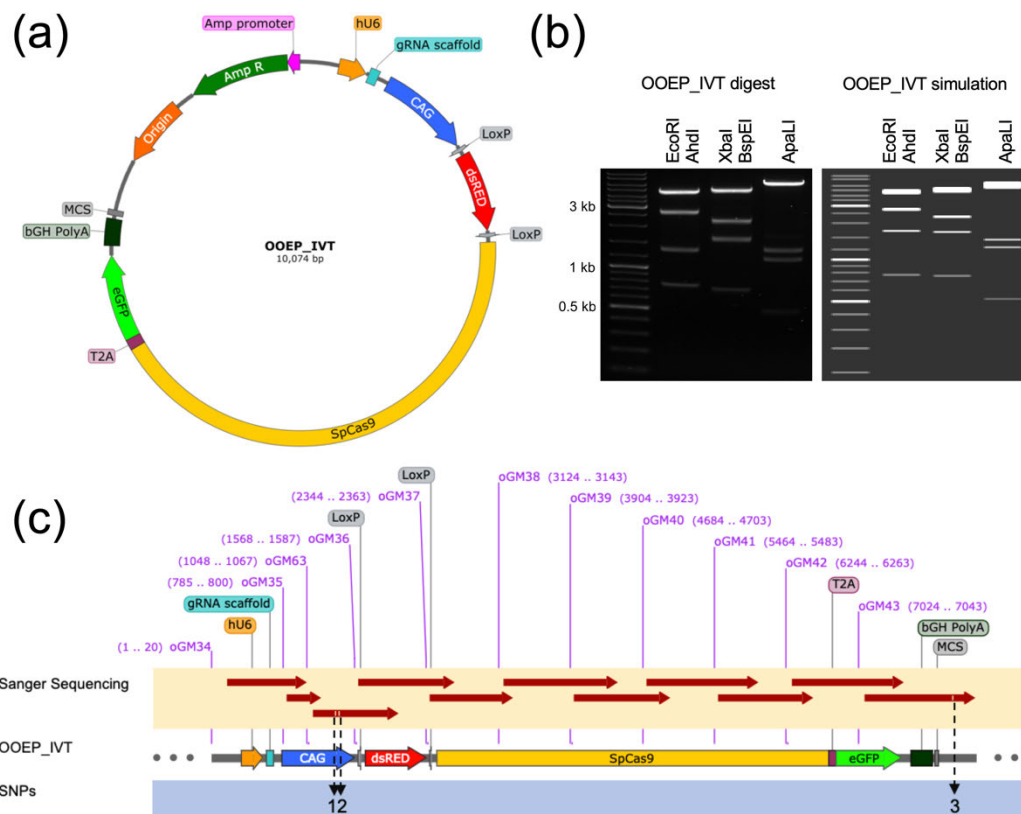 (a)
Amp promoter
hU6
gRNA scaffold
Amp R
CAG
Origin
LoxP
dsRED
MCS
LoxP
bGH PolyA
OOEP_IVT
10,074 bp
eGFP
T2A
SpCas9
(b)
OOEP_IVT digest
OOEP_IVT simulation
EcoRI
AhdI
XbaI
BspEI
ApaLI
EcoRI
AhdI
XbaI
BspEI
ApaLI
3 kb
1 kb
0.5 kb
(c)
LoxP
oGM38 (3124 .. 3143)
(2344 .. 2363) oGM37
oGM39 (3904 .. 3923)
LoxP
(1568 .. 1587) oGM36
oGM40 (4684 .. 4703)
(1048 .. 1067) oGM63
oGM41 (5464 .. 5483)
(785 .. 800) oGM35
oGM42 (6244 .. 6263)
gRNA scaffold
T2A
hU6
oGM43 (7024 .. 7043)
bGH PolyA
(1 .. 20) oGM34
MCS
Sanger Sequencing
OOEP_IVT
CAG
dsRED
SpCas9
eGFP
SNPs
12
3